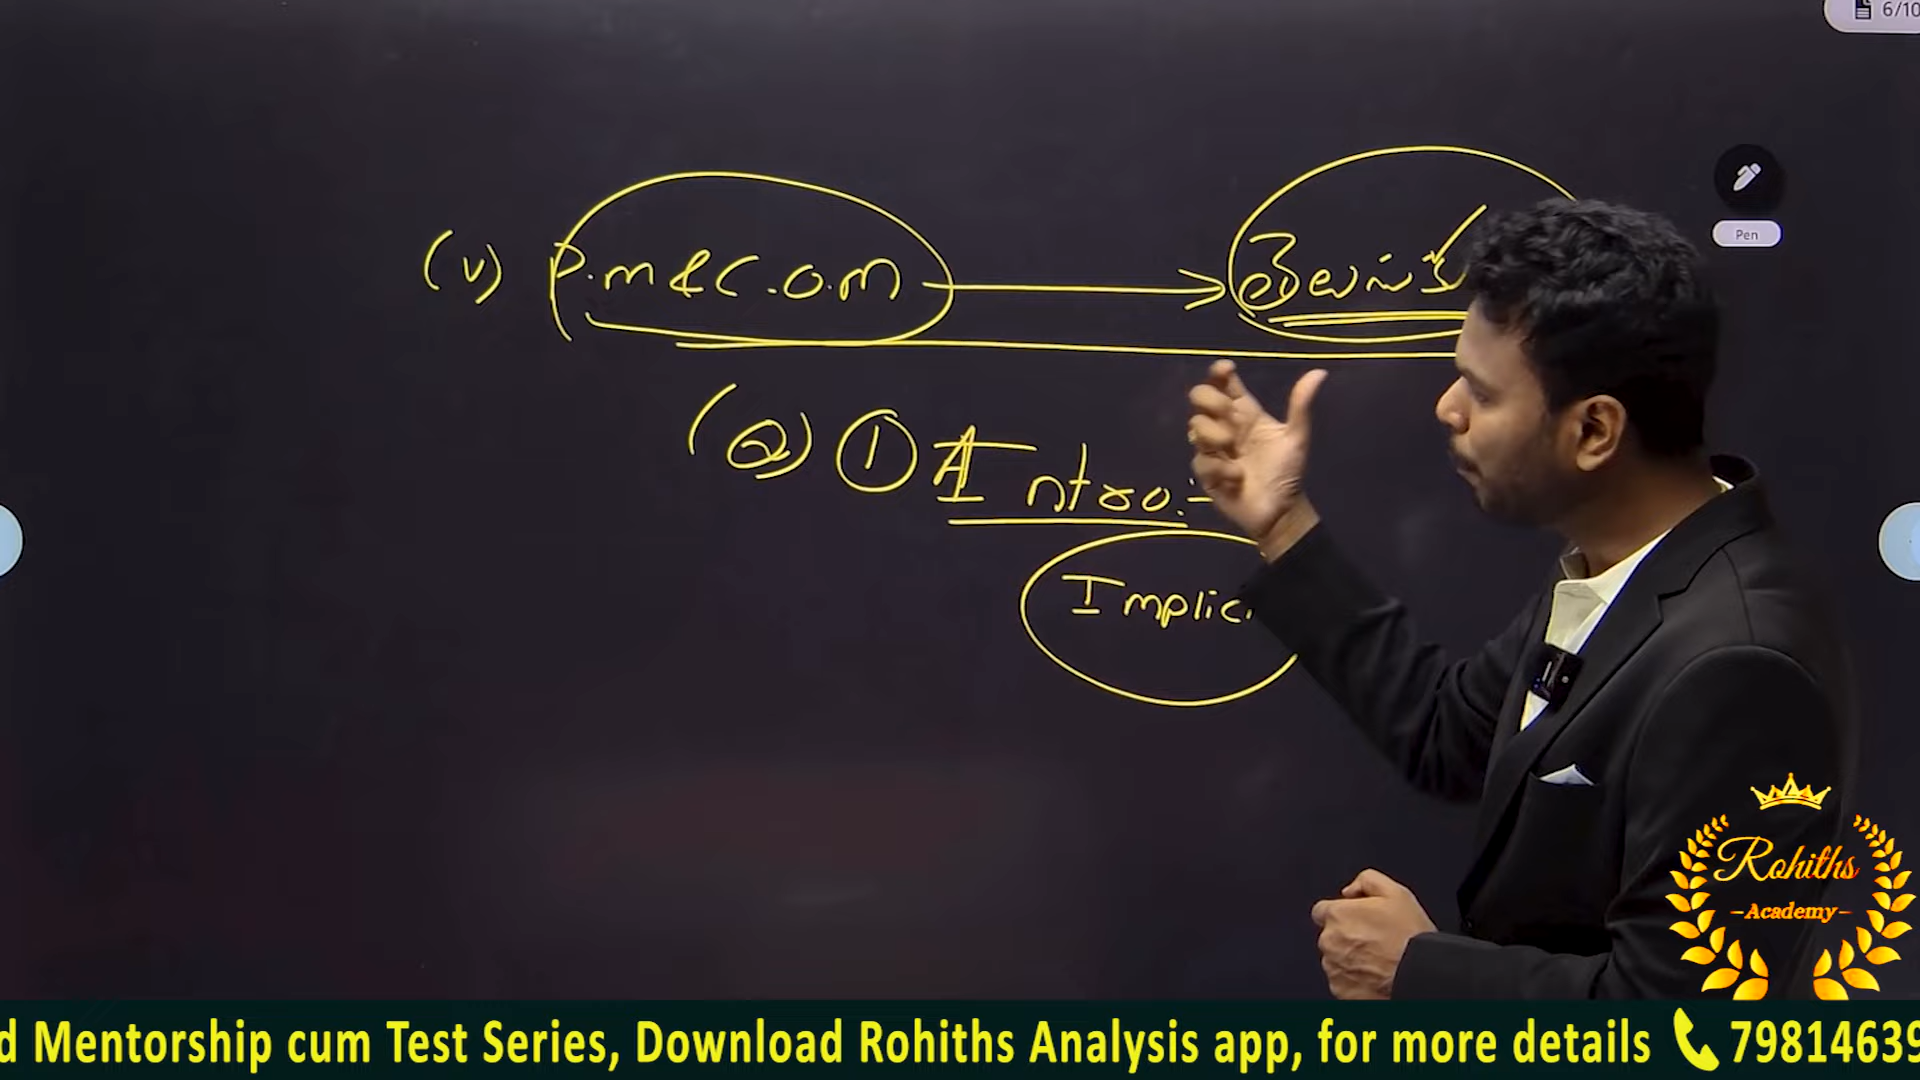 6/10
Pen
(v) P.M & C.O.M → తెలుసు
(a) ① Intro:-
Implici
Rohiths
Academy
d Mentorship cum Test Series, Download Rohiths Analysis app, for more details 79814639